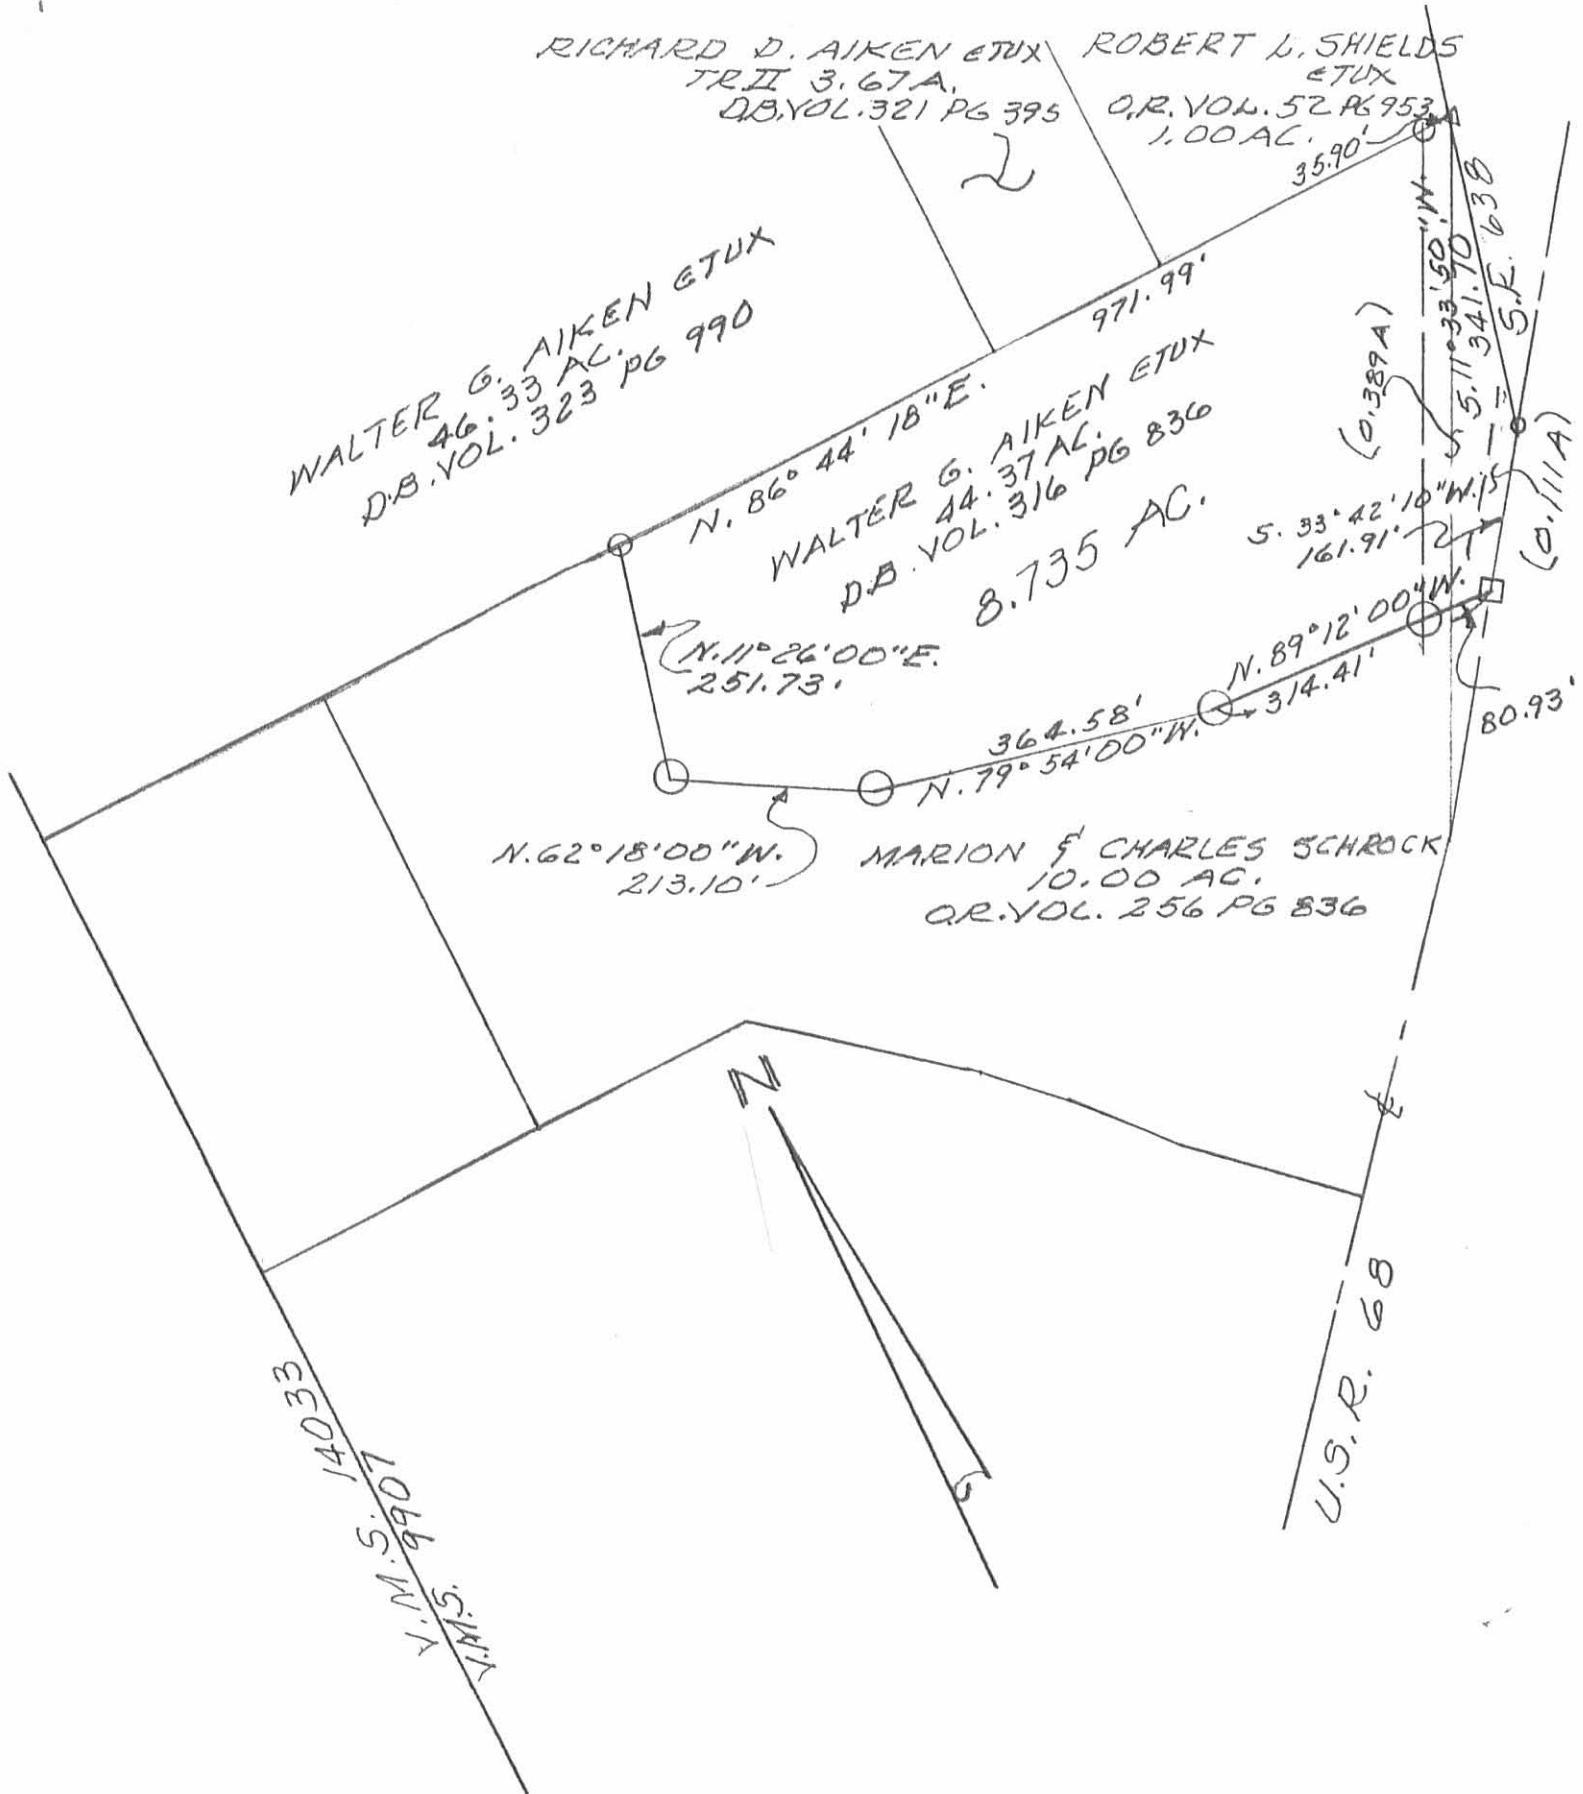 RICHARD D. AIKEN ETUX
TR II 3.67A.
D.B. VOL. 321 PG 395
ROBERT L. SHIELDS
ETUX
O.R. VOL. 52 PG 953
1.00 AC.
35.90'
WALTER G. AIKEN ETUX
46.33 AC.
D.B. VOL. 323 PG 990
971.99'
N. 86° 44' 18" E.
WALTER G. AIKEN ETUX
44.37 AC.
D.B. VOL. 316 PG 836
8.735 AC.
(0.389 A)
S. 11° 33' 50" W.
341.70
S.R. 638
(0.111 A)
S. 33° 42' 10" W.
161.91'
N. 11° 26' 00" E.
251.73'
N. 89° 12' 00" W.
314.41'
80.93'
364.58'
N. 79° 54' 00" W.
N. 62° 18' 00" W.
213.10'
MARION & CHARLES SCHROCK
10.00 AC.
O.R. VOL. 256 PG 836
N
V.M.S. 14033
V.M.S. 9907
U.S.R. 68